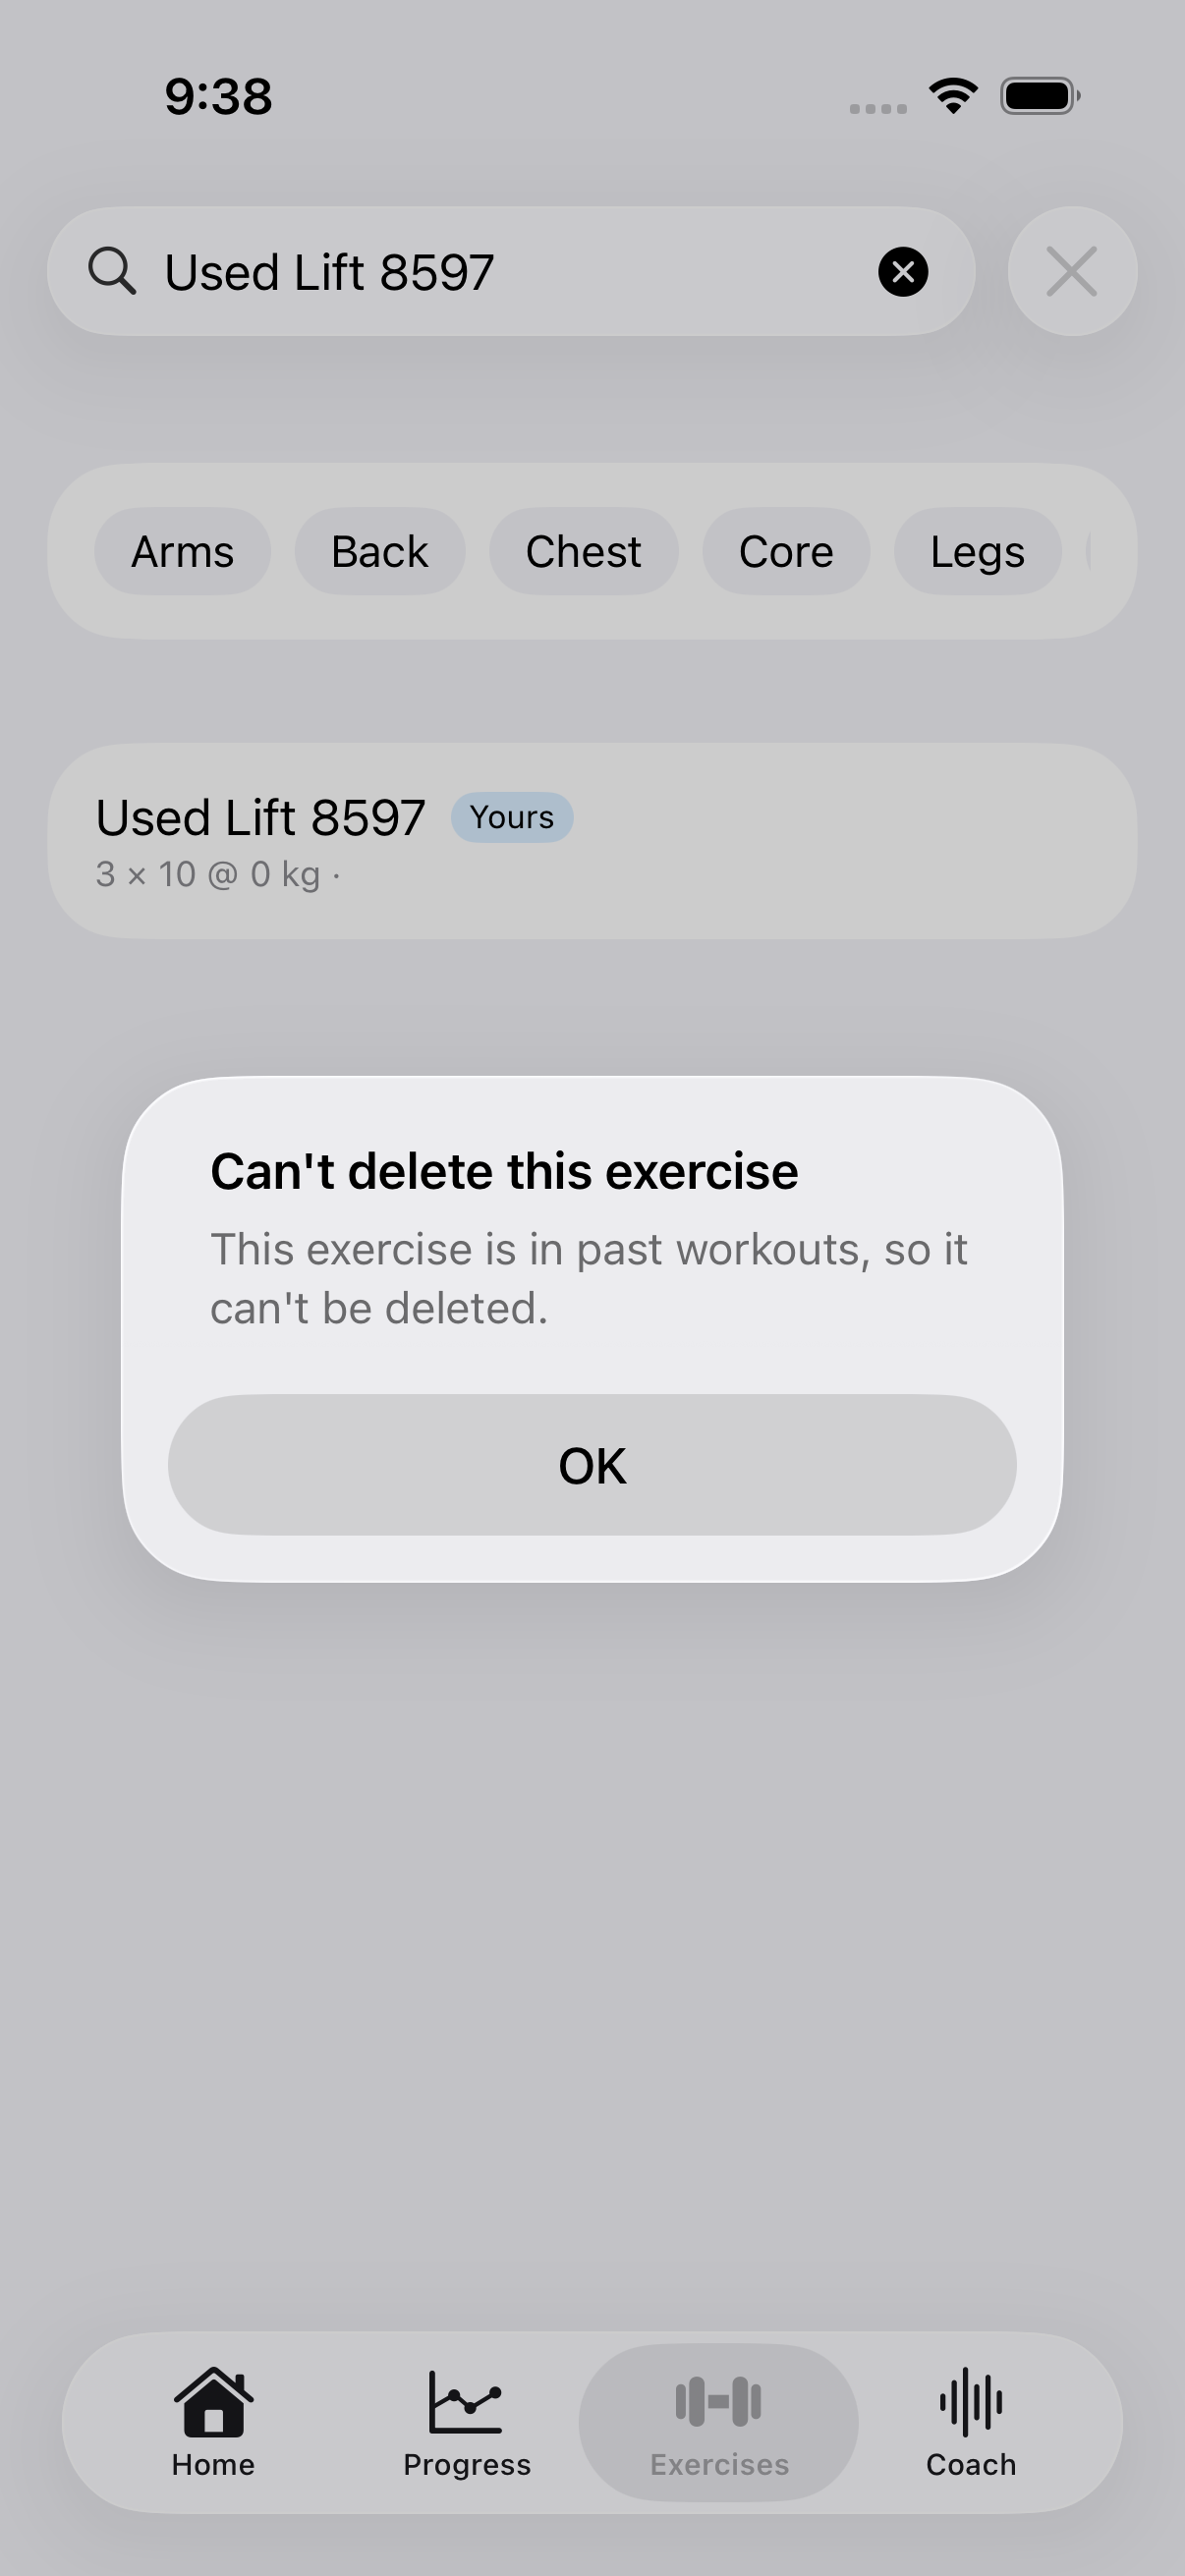 9:38
Used Lift 8597
Arms Back Chest Core Legs
Used Lift 8597 Yours
3 × 10 @ 0 kg ·
Can't delete this exercise
This exercise is in past workouts, so it
can't be deleted.
OK
Home Progress Exercises Coach